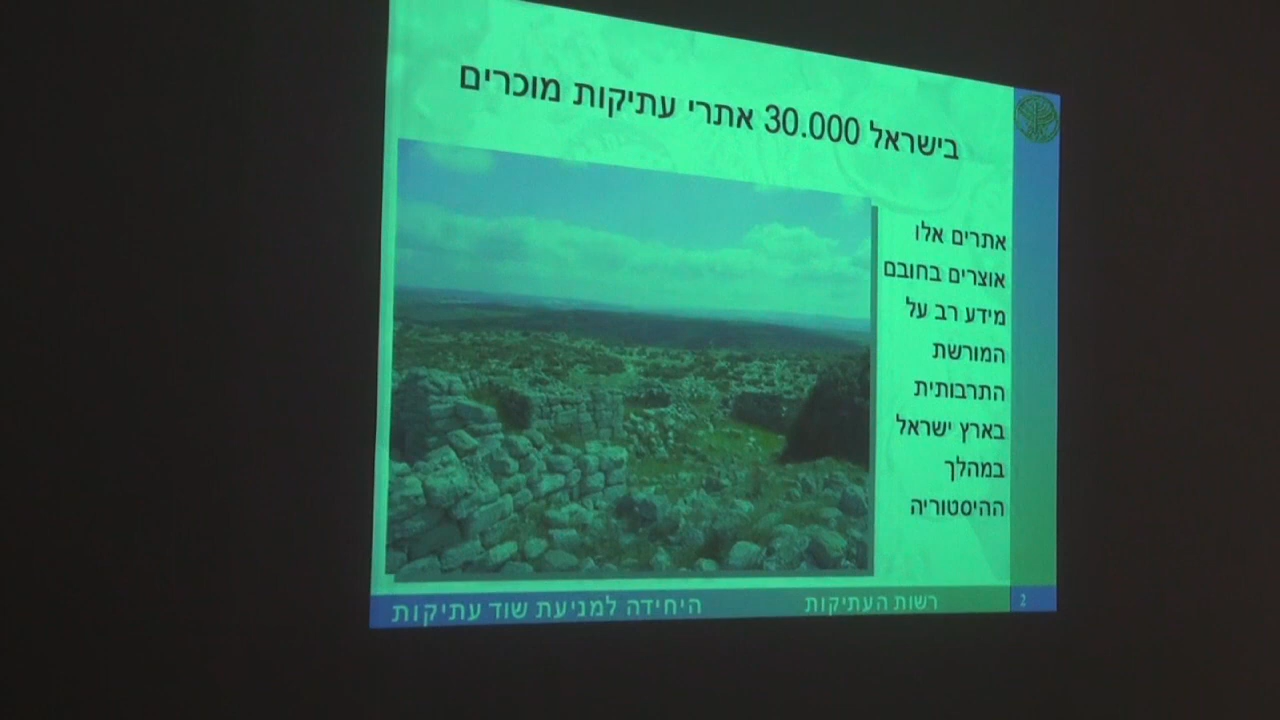 בישראל 30.000 אתרי עתיקות מוכרים
אתרים אלו
אוצרים בחובם
מידע רב על
המורשת
התרבותית
בארץ ישראל
במהלך
ההיסטוריה
רשות העתיקות
היחידה למניעת שוד עתיקות
2